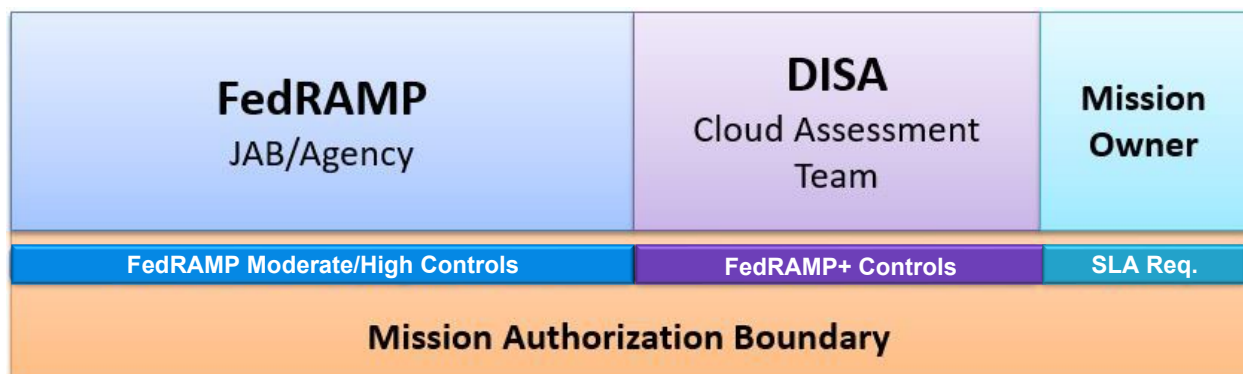 FedRAMP
JAB/Agency
DISA
Cloud Assessment
Team
Mission
Owner
FedRAMP Moderate/High Controls
FedRAMP+ Controls
SLA Req.
Mission Authorization Boundary